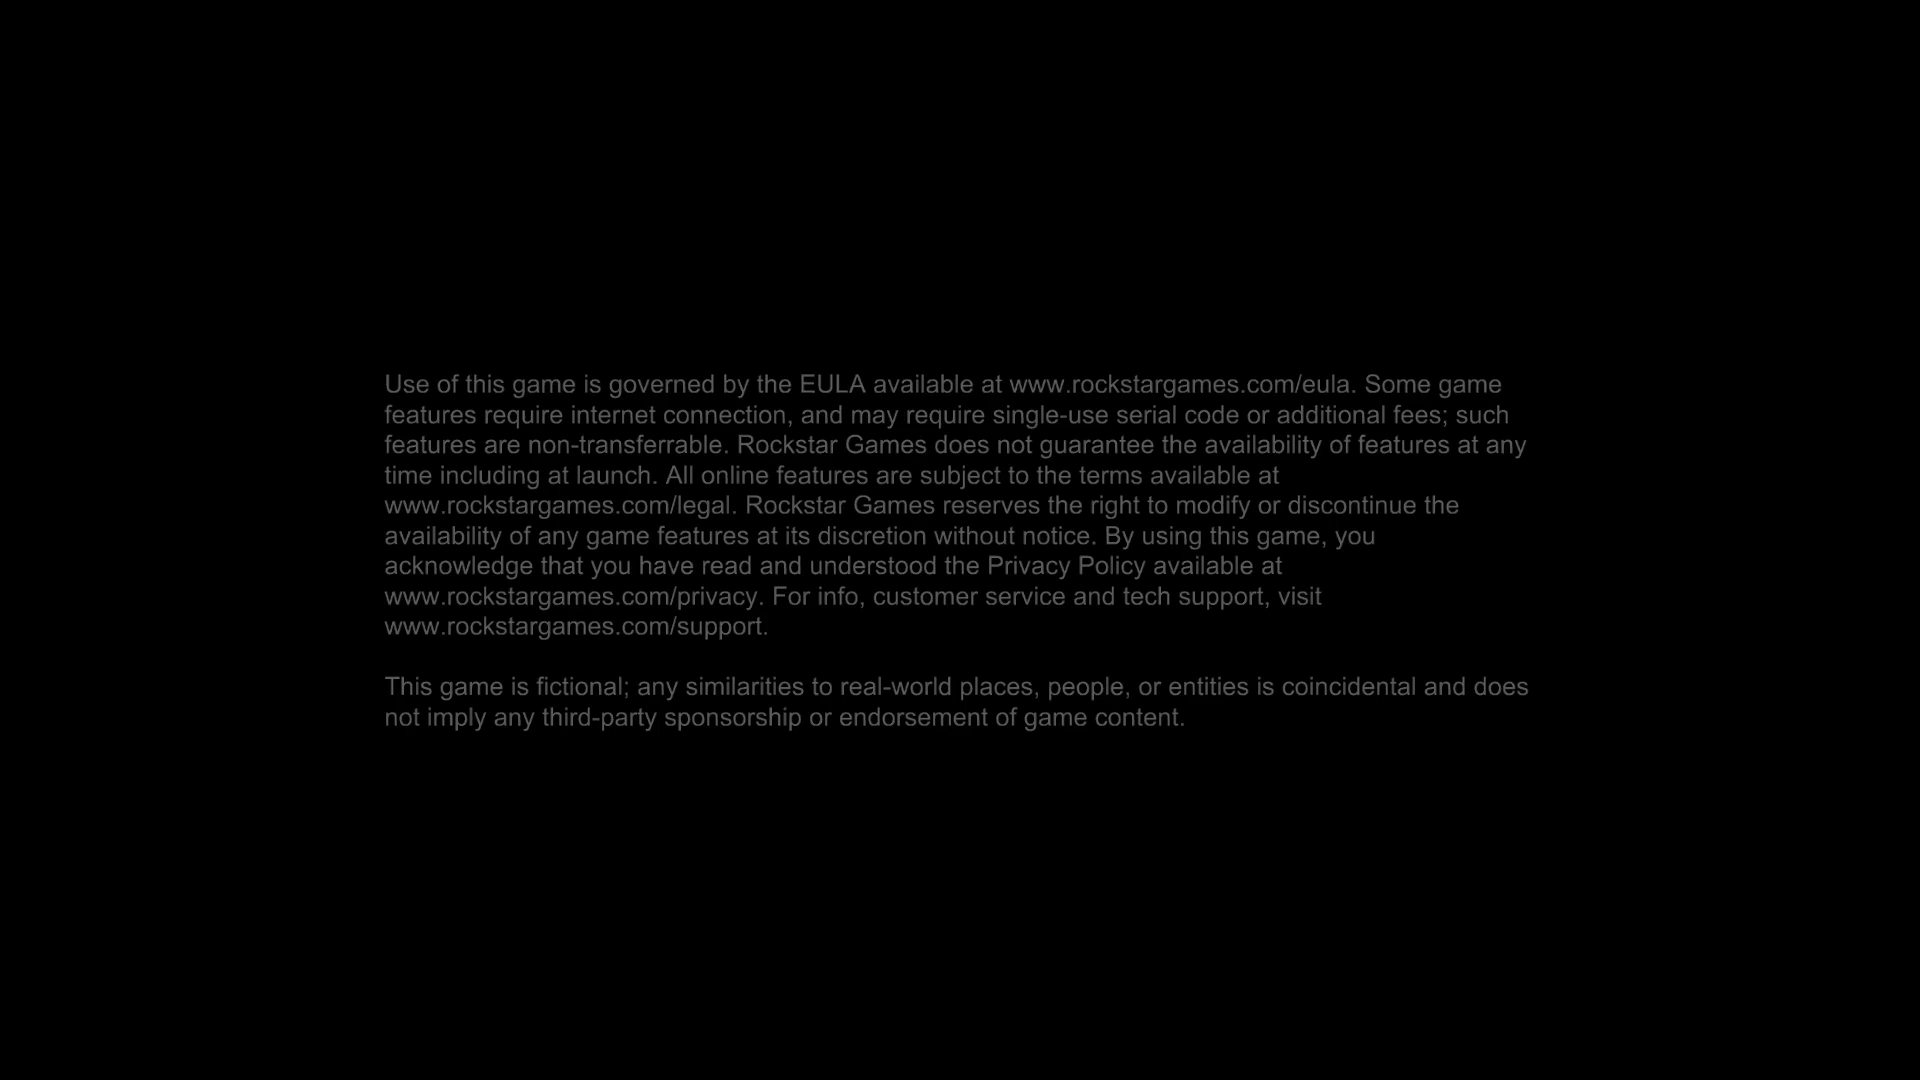 Use of this game is governed by the EULA available at www.rockstargames.com/eula. Some game
features require internet connection, and may require single-use serial code or additional fees; such
features are non-transferrable. Rockstar Games does not guarantee the availability of features at any
time including at launch. All online features are subject to the terms available at
www.rockstargames.com/legal. Rockstar Games reserves the right to modify or discontinue the
availability of any game features at its discretion without notice. By using this game, you
acknowledge that you have read and understood the Privacy Policy available at
www.rockstargames.com/privacy. For info, customer service and tech support, visit
www.rockstargames.com/support.

This game is fictional; any similarities to real-world places, people, or entities is coincidental and does
not imply any third-party sponsorship or endorsement of game content.